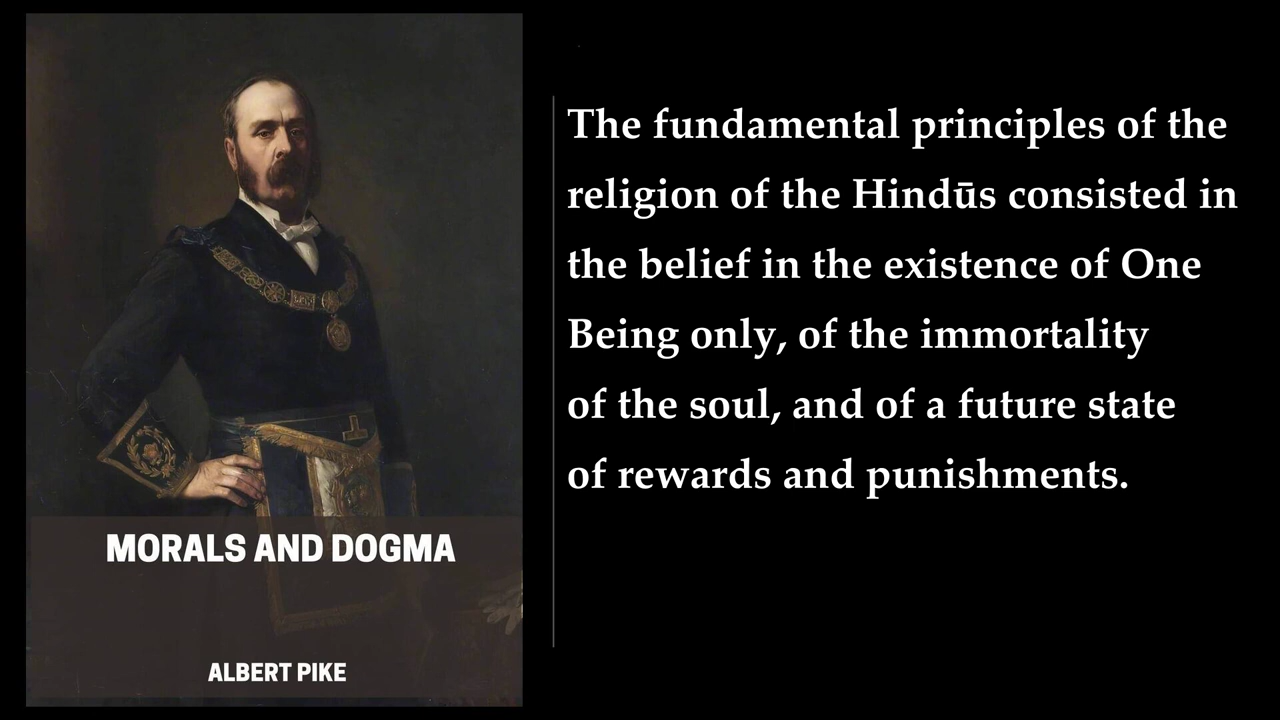 MORALS AND DOGMA
ALBERT PIKE
The fundamental principles of the
religion of the Hindūs consisted in
the belief in the existence of One
Being only, of the immortality
of the soul, and of a future state
of rewards and punishments.